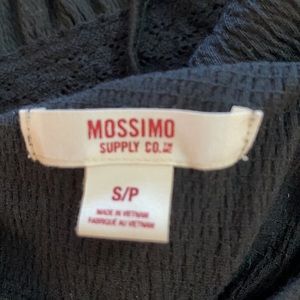 MOSSIMO
SUPPLY CO.
S/P
MADE IN VIETNAM
FABRIQUÉ AU VIETNAM